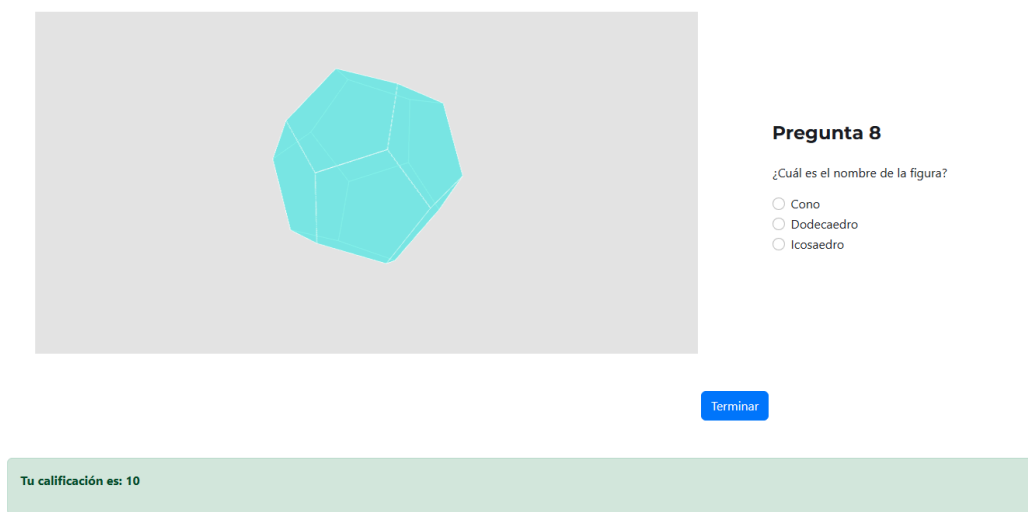 Pregunta 8
¿Cuál es el nombre de la figura?
Cono
Dodecaedro
Icosaedro
Terminar
Tu calificación es: 10